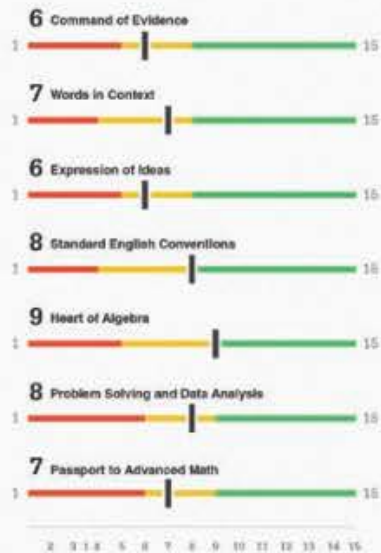 6 Command of Evidence
1 15
7 Words in Context
1 15
6 Expression of Ideas
1 15
8 Standard English Conventions
1 15
9 Heart of Algebra
1 15
8 Problem Solving and Data Analysis
1 15
7 Passport to Advanced Math
1 15
2 3 5 6 7 8 9 10 11 12 13 14 15